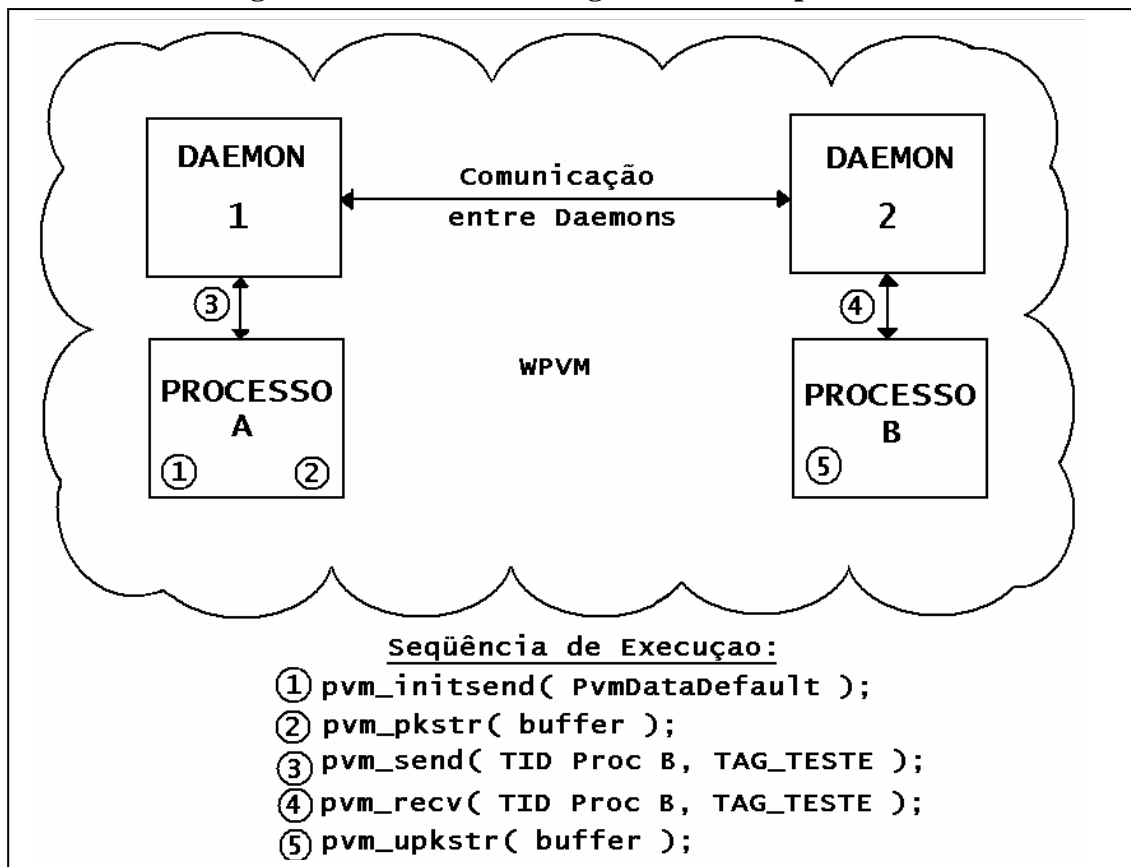 DAEMON
1
Comunicação
entre Daemons
DAEMON
2
3
4
PROCESSO
A
1 2
WPVM
PROCESSO
B
5
Seqüência de Execuçao:
1 pvm_initsend( PvmDataDefault );
2 pvm_pkstr( buffer );
3 pvm_send( TID Proc B, TAG_TESTE );
4 pvm_recv( TID Proc B, TAG_TESTE );
5 pvm_upkstr( buffer );